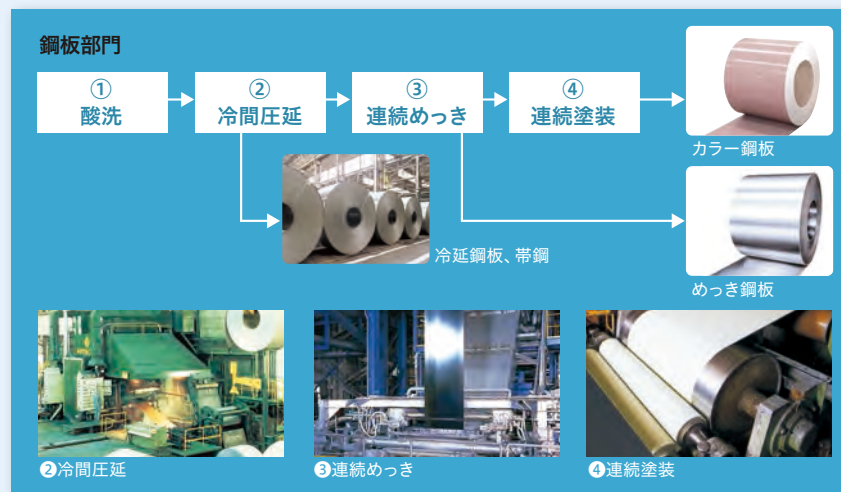 鋼板部門
①
酸洗
②
冷間圧延
③
連続めっき
④
連続塗装
カラー鋼板
冷延鋼板、帯鋼
めっき鋼板
❷冷間圧延
❸連続めっき
❹連続塗装